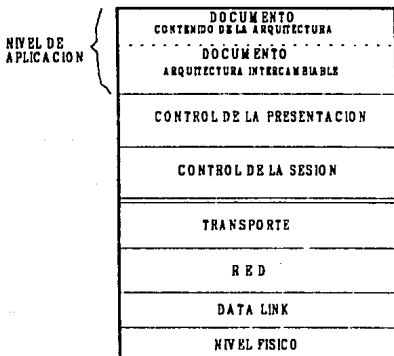 DOCUMENTO
CONTENIDO DE LA ARQUITECTURA
NIVEL DE
APLICACION
DOCUMENTO
ARQUITECTURA INTERCAMBIABLE
CONTROL DE LA PRESENTACION
CONTROL DE LA SESION
TRANSPORTE
RED
DATA LINK
NIVEL FISICO